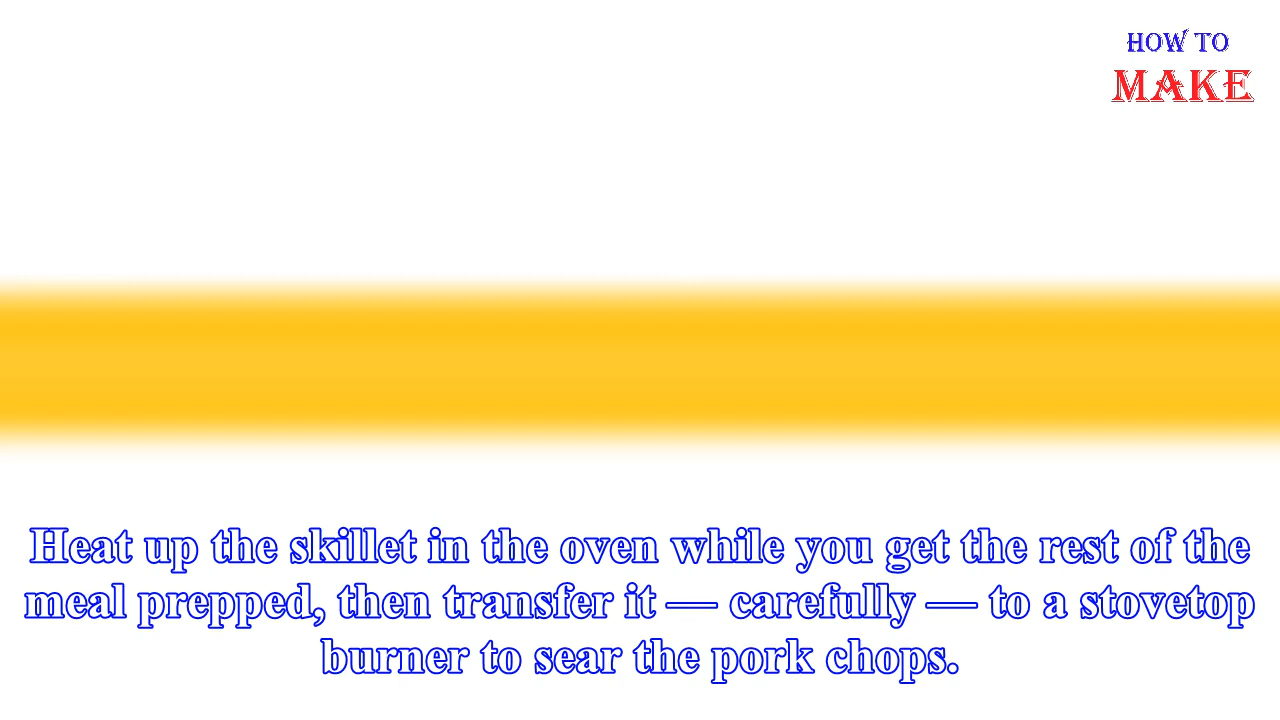 HOW TO
MAKE
Heat up the skillet in the oven while you get the rest of the
meal prepped, then transfer it — carefully — to a stovetop
burner to sear the pork chops.